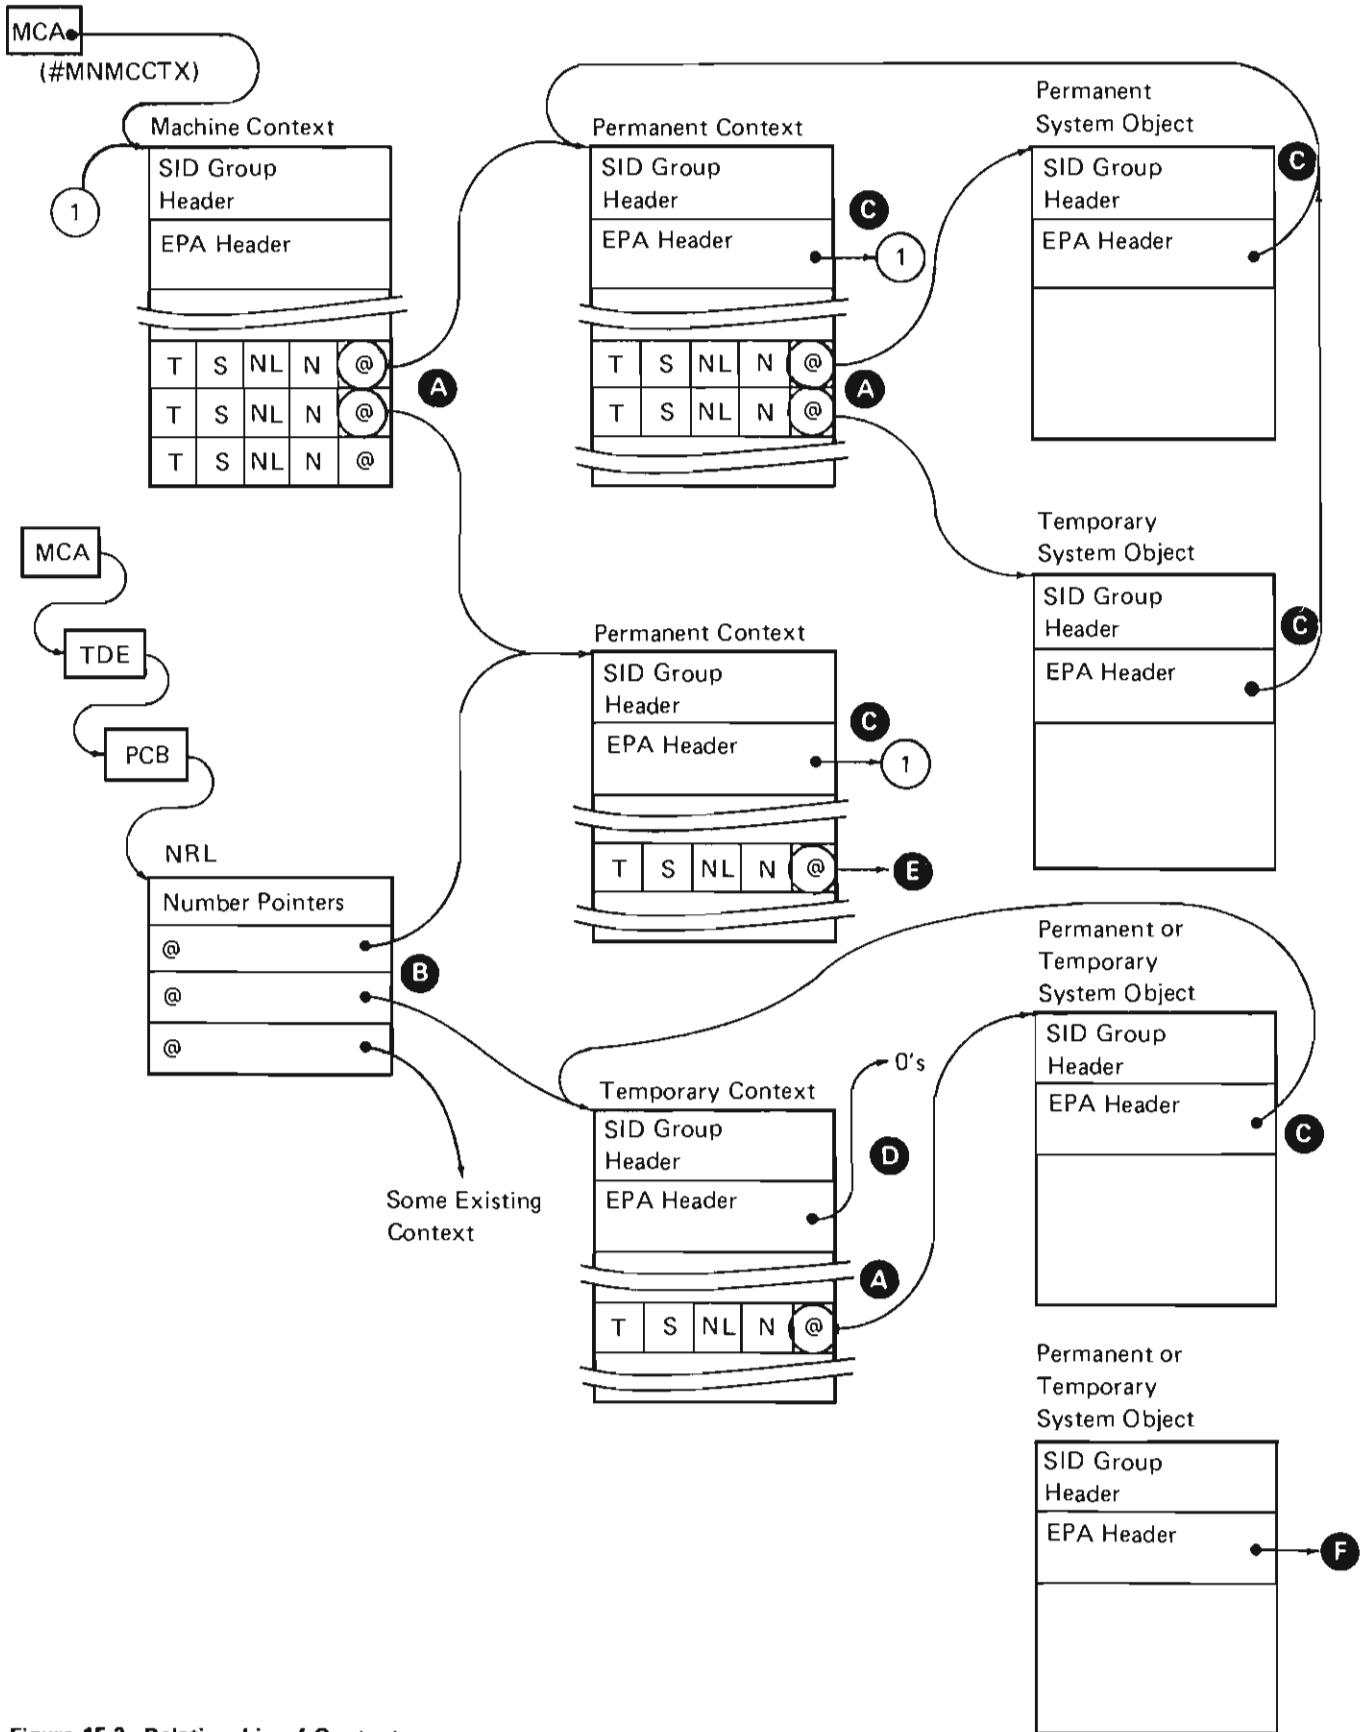 MCA
(#MNMCCTX)
1
Machine Context
SID Group
Header
EPA Header
T S NL N @
T S NL N @
T S NL N @
A
Permanent Context
SID Group
Header
EPA Header
C
1
T S NL N @
T S NL N @
A
Permanent
System Object
SID Group
Header
EPA Header
C
Temporary
System Object
SID Group
Header
EPA Header
C
MCA
TDE
PCB
NRL
Number Pointers
@
@
@
B
Some Existing
Context
Permanent Context
SID Group
Header
EPA Header
C
1
T S NL N @
E
Temporary Context
SID Group
Header
EPA Header
0's
D
A
T S NL N @
Permanent or
Temporary
System Object
SID Group
Header
EPA Header
C
Permanent or
Temporary
System Object
SID Group
Header
EPA Header
F